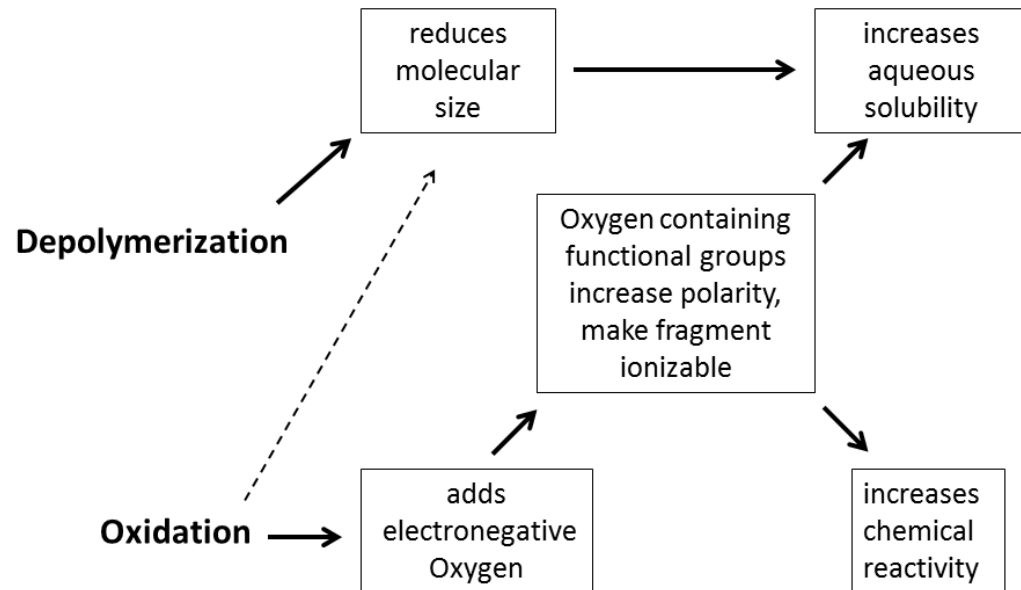 reduces
molecular
size
increases
aqueous
solubility
Depolymerization
Oxygen containing
functional groups
increase polarity,
make fragment
ionizable
Oxidation
adds
electronegative
Oxygen
increases
chemical
reactivity